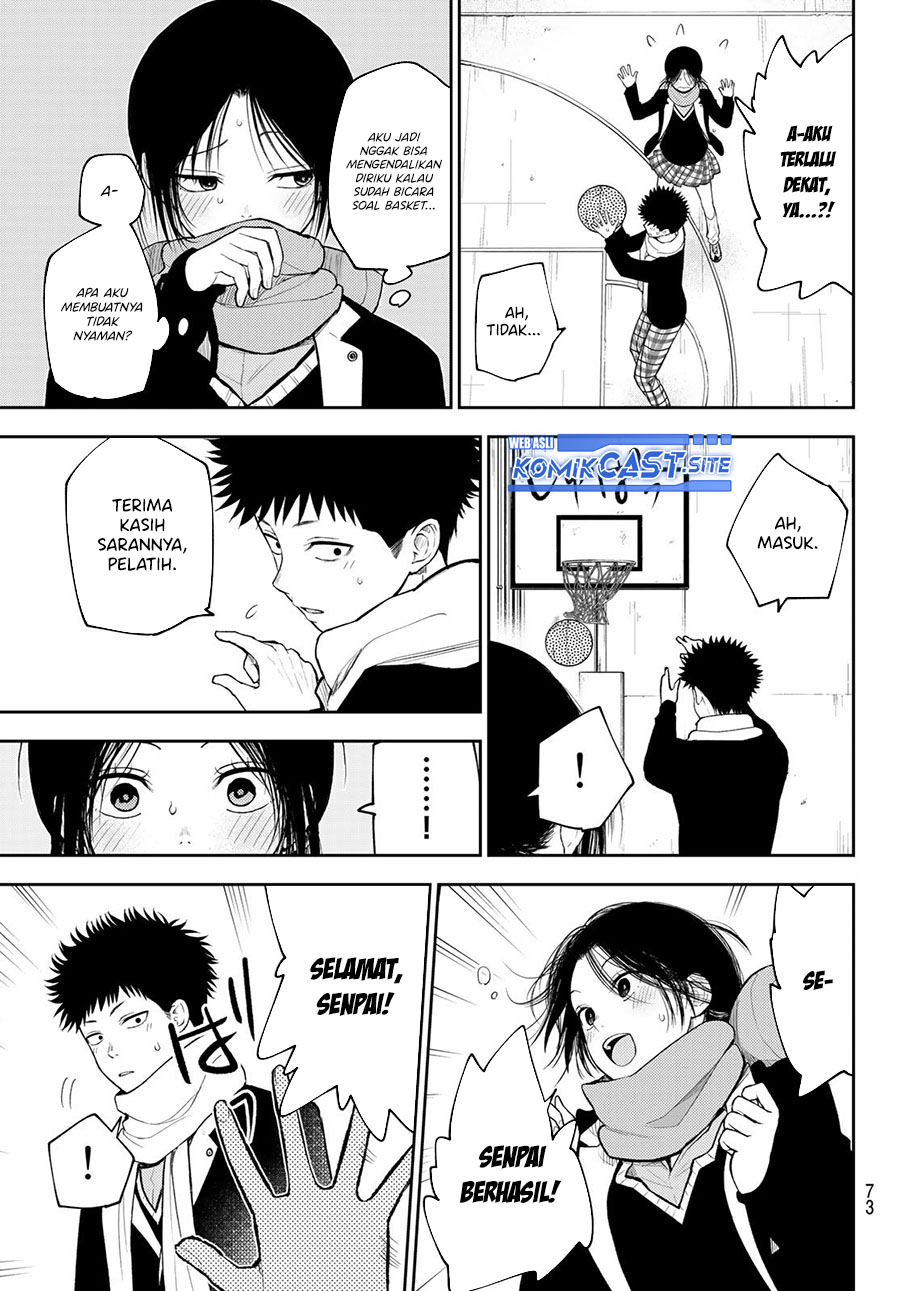 A-AKU
TERLALU
DEKAT,
YA...?!
AH,
TIDAK...
AKU JADI
NGGAK BISA
MENGENDALIKAN
DIRIKU KALAU
SUDAH BICARA
SOAL BASKET...
A-
APA AKU
MEMBUATNYA
TIDAK
NYAMAN?
WEB ASLI
KOMIKCAST.SITE
AH,
MASUK.
!
TERIMA
KASIH
SARANNYA,
PELATIH.
.......!
SE-
SENPAI
BERHASIL!
SELAMAT,
SENPAI!
ばっ
!
73